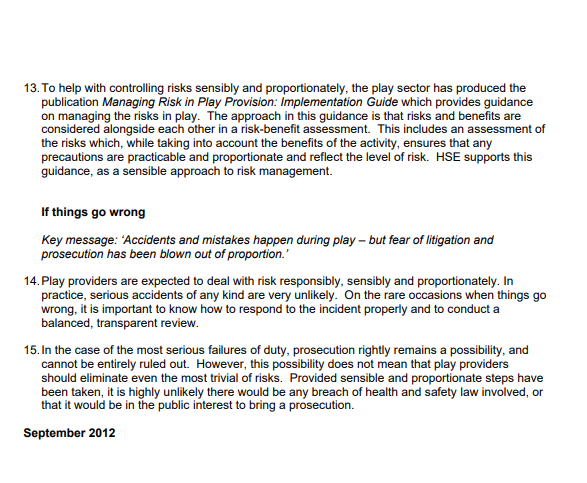 13. To help with controlling risks sensibly and proportionately, the play sector has produced the
publication Managing Risk in Play Provision: Implementation Guide which provides guidance
on managing the risks in play.  The approach in this guidance is that risks and benefits are
considered alongside each other in a risk-benefit assessment.  This includes an assessment of
the risks which, while taking into account the benefits of the activity, ensures that any
precautions are practicable and proportionate and reflect the level of risk.  HSE supports this
guidance, as a sensible approach to risk management.
If things go wrong
Key message: ‘Accidents and mistakes happen during play – but fear of litigation and
prosecution has been blown out of proportion.’
14. Play providers are expected to deal with risk responsibly, sensibly and proportionately. In
practice, serious accidents of any kind are very unlikely.  On the rare occasions when things go
wrong, it is important to know how to respond to the incident properly and to conduct a
balanced, transparent review.
15. In the case of the most serious failures of duty, prosecution rightly remains a possibility, and
cannot be entirely ruled out.  However, this possibility does not mean that play providers
should eliminate even the most trivial of risks.  Provided sensible and proportionate steps have
been taken, it is highly unlikely there would be any breach of health and safety law involved, or
that it would be in the public interest to bring a prosecution.
September 2012